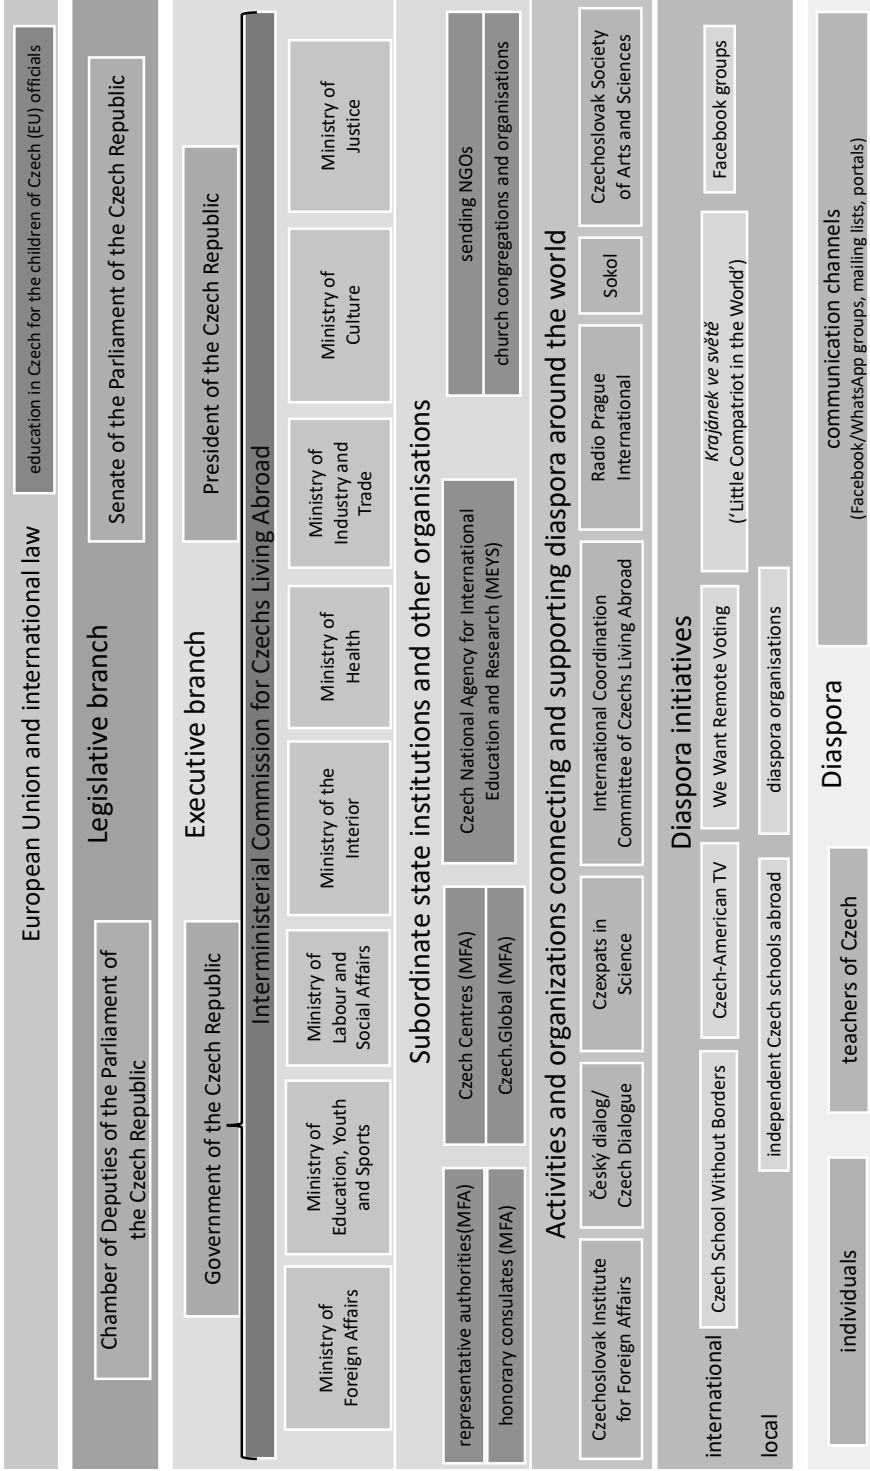 European Union and international law
education in Czech for the children of Czech (EU) officials
Legislative branch
Chamber of Deputies of the Parliament of
the Czech Republic
Senate of the Parliament of the Czech Republic
Executive branch
Government of the Czech Republic
President of the Czech Republic
Interministerial Commission for Czechs Living Abroad
Ministry of
Foreign Affairs
Ministry of
Education, Youth
and Sports
Ministry of
Labour and
Social Affairs
Ministry of the
Interior
Ministry of
Health
Ministry of
Industry and
Trade
Ministry of
Culture
Ministry of
Justice
Subordinate state institutions and other organisations
representative authorities(MFA)
honorary consulates (MFA)
Czech Centres (MFA)
Czech.Global (MFA)
Czech National Agency for International
Education and Research (MEYS)
sending NGOs
church congregations and organisations
Activities and organizations connecting and supporting diaspora around the world
Czechoslovak Institute
for Foreign Affairs
Český dialog/
Czech Dialogue
Czexpats in
Science
International Coordination
Committee of Czechs Living Abroad
Radio Prague
International
Sokol
Czechoslovak Society
of Arts and Sciences
Diaspora initiatives
international
Czech School Without Borders
Czech-American TV
We Want Remote Voting
Krajánek ve světě
(‘Little Compatriot in the World’)
Facebook groups
local
independent Czech schools abroad
diaspora organisations
Diaspora
individuals
teachers of Czech
communication channels
(Facebook/WhatsApp groups, mailing lists, portals)